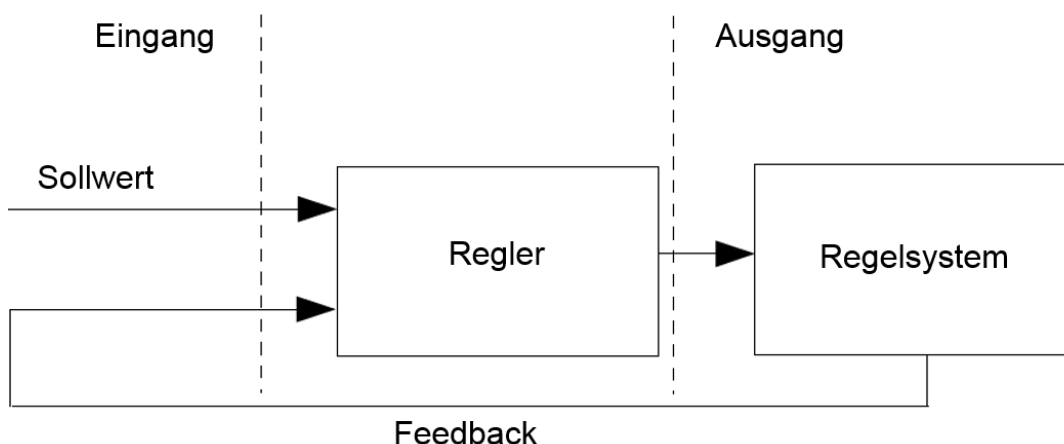 Eingang
Ausgang
Sollwert
Regler
Regelsystem
Feedback